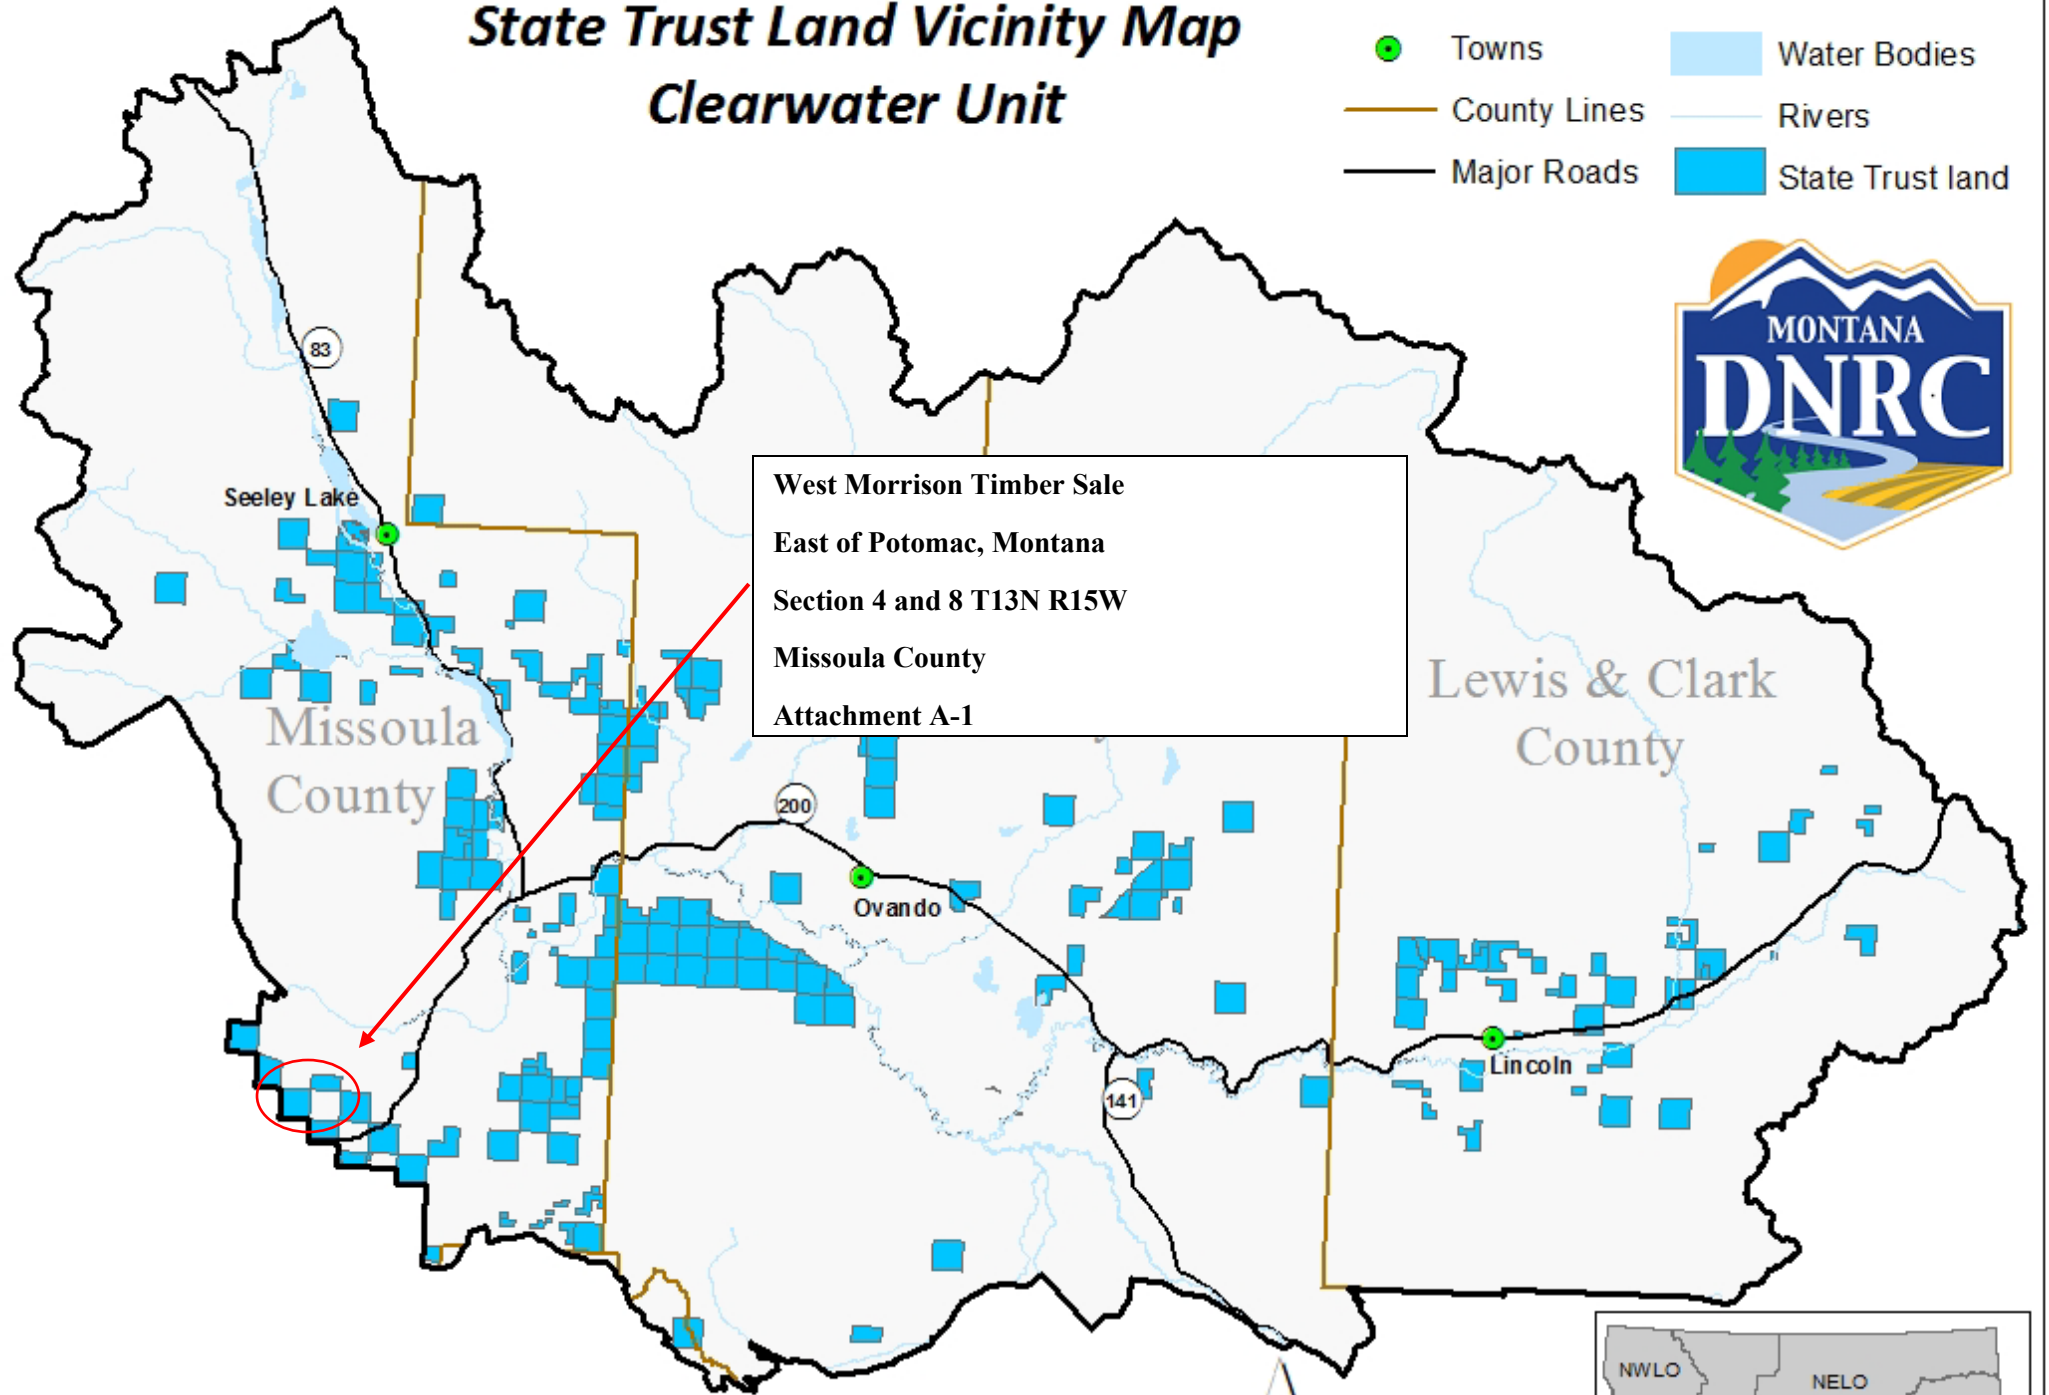 State Trust Land Vicinity Map
Clearwater Unit
Towns
County Lines
Major Roads
Water Bodies
Rivers
State Trust land
MONTANA
DNRC
83
Seeley Lake
West Morrison Timber Sale
East of Potomac, Montana
Section 4 and 8 T13N R15W
Missoula County
Attachment A-1
Missoula
County
Lewis & Clark
County
200
Ovando
Lincoln
141
NWLO
NELO